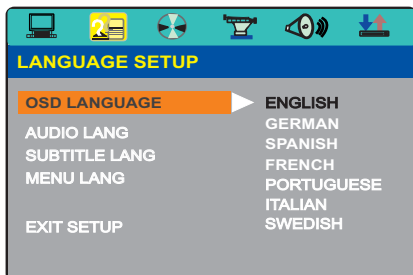 LANGUAGE SETUP
OSD LANGUAGE
AUDIO LANG
SUBTITLE LANG
MENU LANG
EXIT SETUP
ENGLISH
GERMAN
SPANISH
FRENCH
PORTUGUESE
ITALIAN
SWEDISH